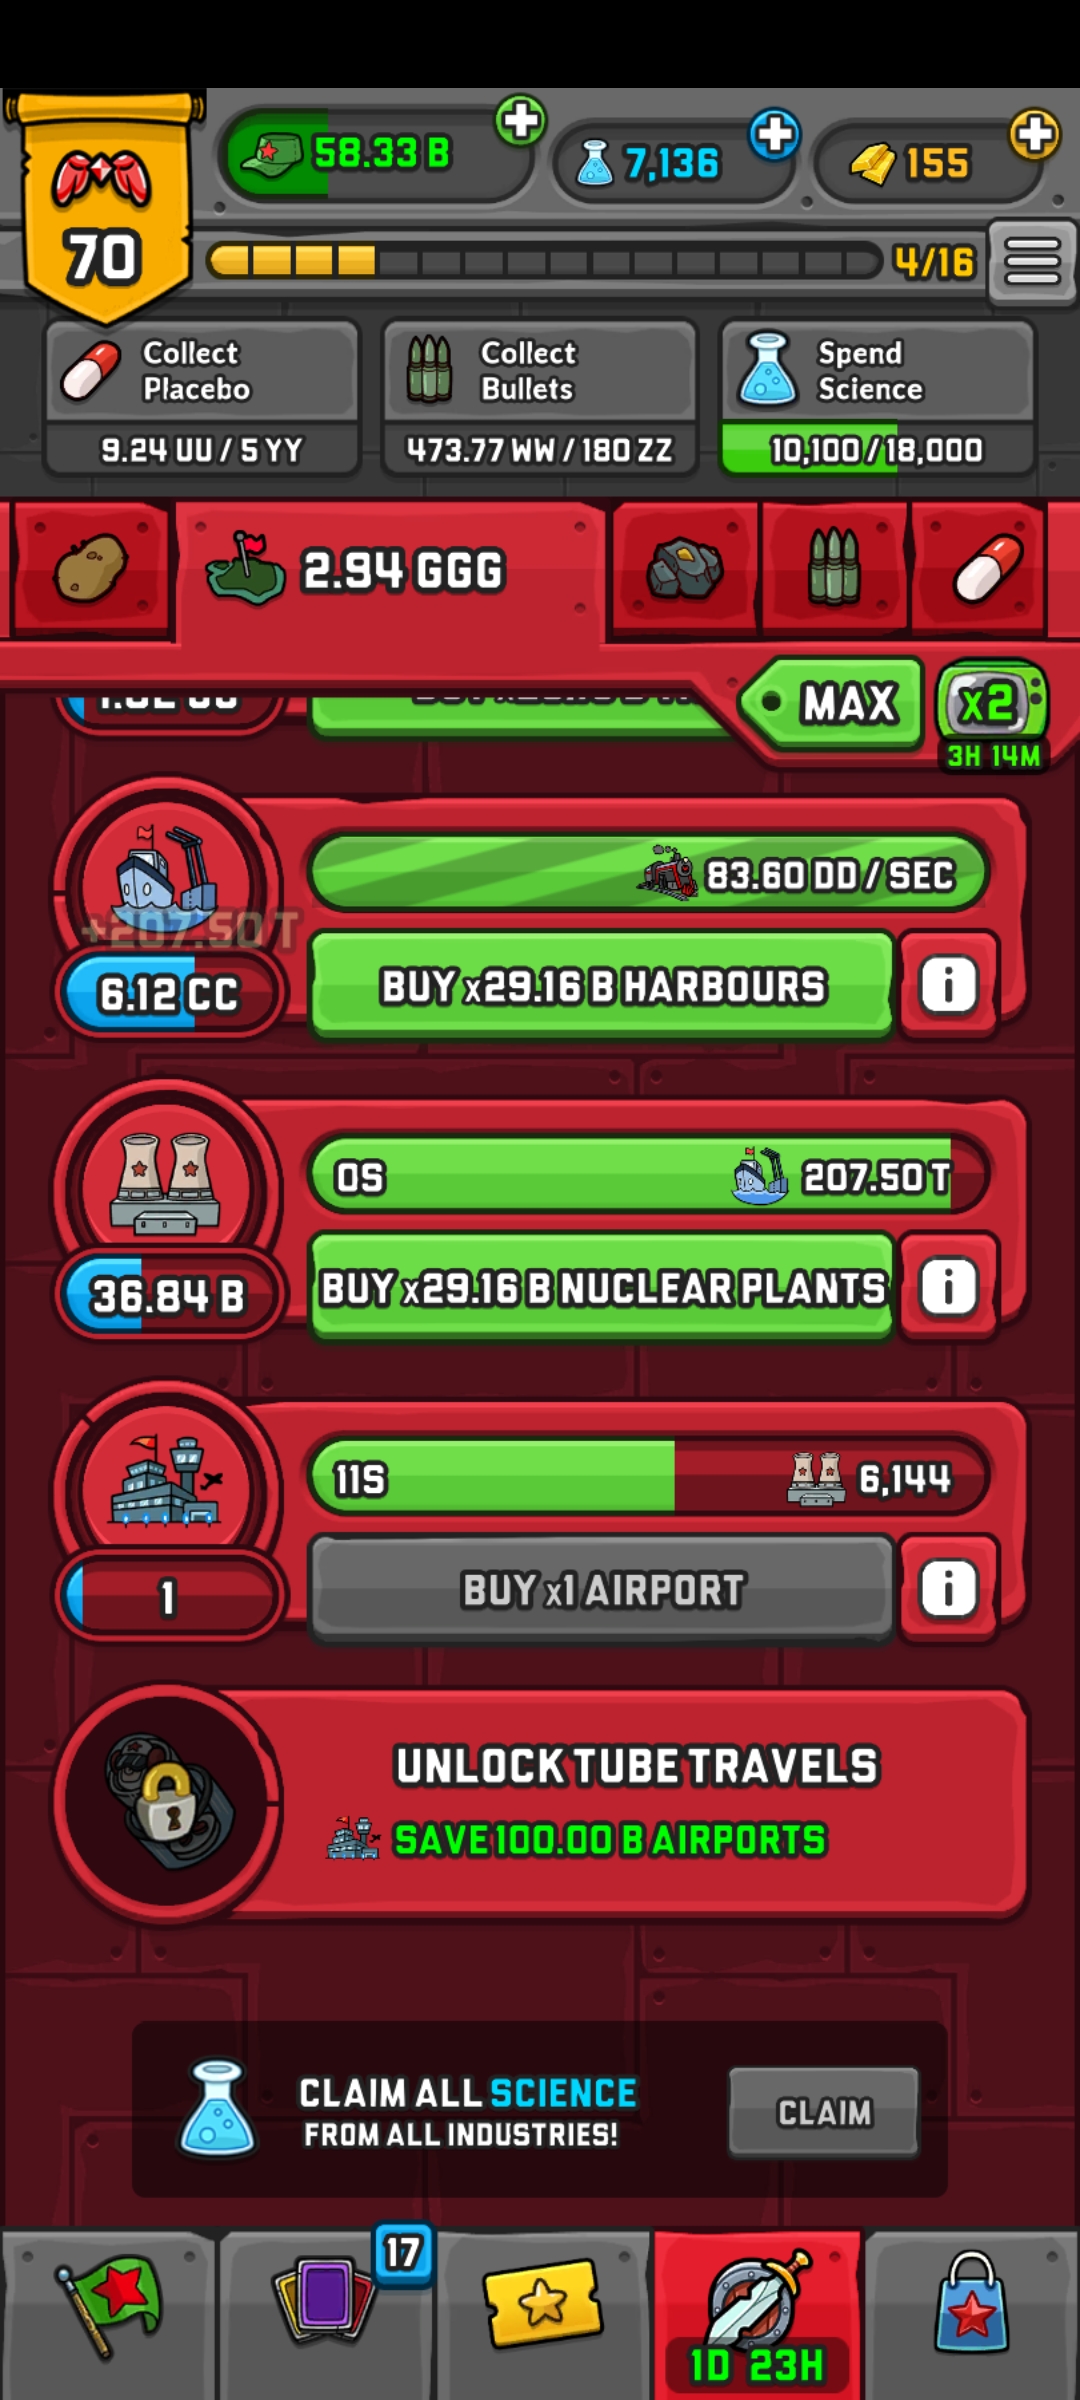 58.33 B
7,136
155
70
4/16
Collect
Placebo
9.24 UU / 5 YY
Collect
Bullets
473.77 WW / 180 ZZ
Spend
Science
10,100 / 18,000
2.94 GGG
MAX
x2
3H 14M
83.60 DD / SEC
+207.50 T
6.12 CC
BUY x29.16 B HARBOURS
i
0S
207.50 T
36.84 B
BUY x29.16 B NUCLEAR PLANTS
i
11S
6,144
1
BUY x1 AIRPORT
i
UNLOCK TUBE TRAVELS
SAVE 100.00 B AIRPORTS
CLAIM ALL SCIENCE
FROM ALL INDUSTRIES!
CLAIM
17
1D 23H